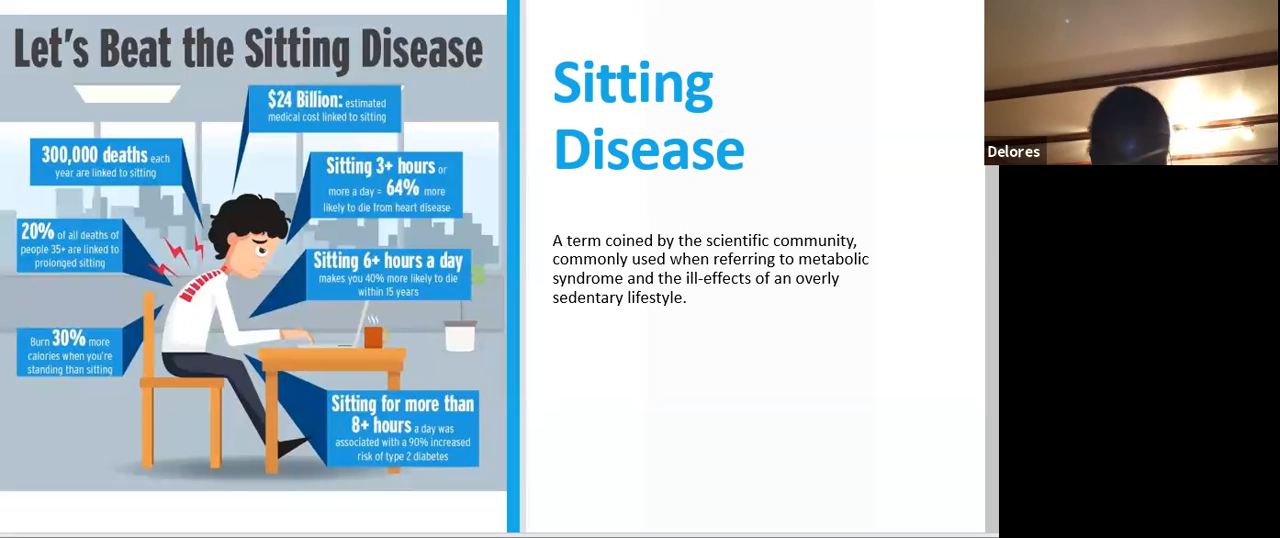 Let's Beat the Sitting Disease
$24 Billion: estimated
medical cost linked to sitting
300,000 deaths each
year are linked to sitting
Sitting 3+ hours or
more a day = 64% more
likely to die from heart disease
20% of all deaths of
people 35+ are linked to
prolonged sitting
Sitting 6+ hours a day
makes you 40% more likely to die
within 15 years
Burn 30% more
calories when you're
standing than sitting
Sitting for more than
8+ hours a day was
associated with a 90% increased
risk of type 2 diabetes
Sitting
Disease
A term coined by the scientific community,
commonly used when referring to metabolic
syndrome and the ill-effects of an overly
sedentary lifestyle.
Delores